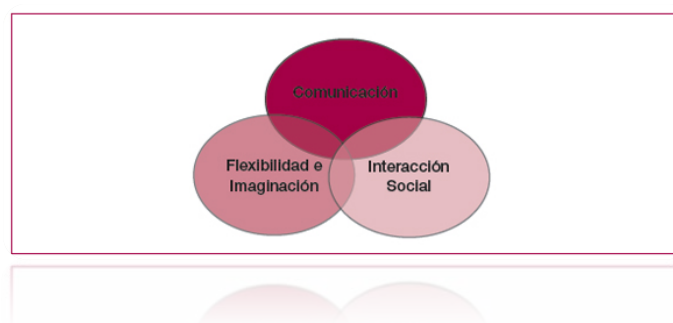 Comunicación
Flexibilidad e
Imaginación
Interacción
Social